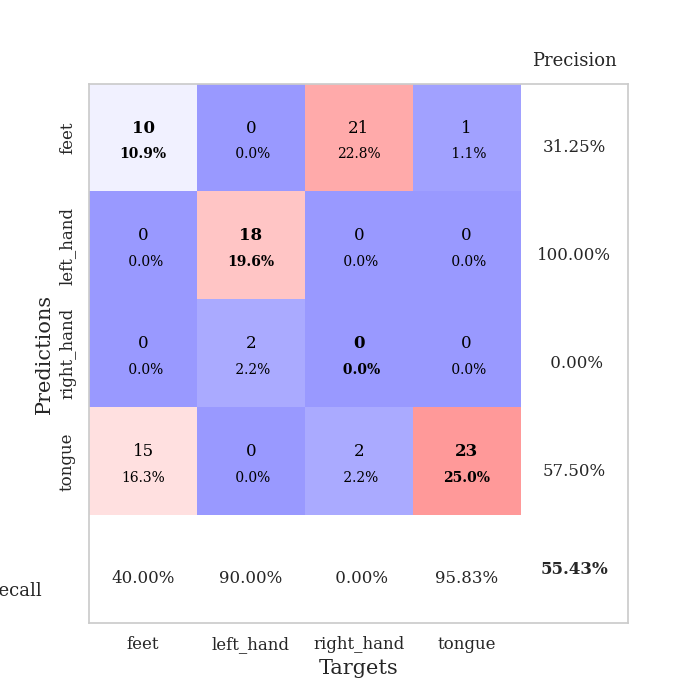 Precision
feet
10 0 21 1
10.9% 0.0% 22.8% 1.1%
31.25%
left_hand
0 18 0 0
0.0% 19.6% 0.0% 0.0%
100.00%
right_hand
0 2 0 0
0.0% 2.2% 0.0% 0.0%
0.00%
tongue
15 0 2 23
16.3% 0.0% 2.2% 25.0%
57.50%
Predictions
ecall
40.00% 90.00% 0.00% 95.83% 55.43%
feet left_hand right_hand tongue
Targets